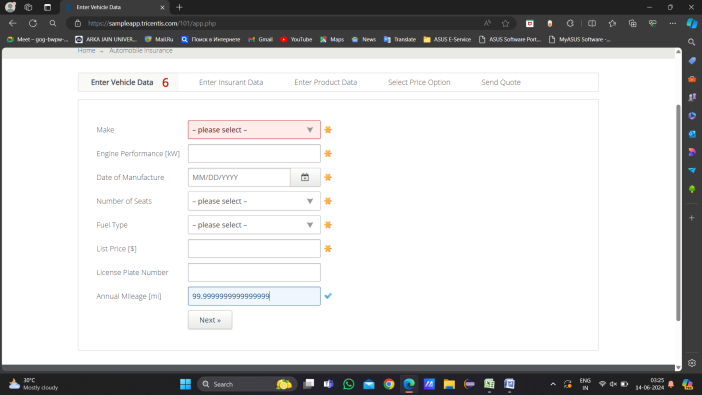 Enter Vehicle Data
https://sampleapp.tricentis.com/101/app.php
Meet – gog-bwpw-... ARKA JAIN UNIVER... Mail.Ru Поиск в Интернете Gmail YouTube Maps News Translate ASUS E-Service ASUS Software Port... MyASUS Software -...
Home Automobile Insurance
Enter Vehicle Data 6 Enter Insurant Data Enter Product Data Select Price Option Send Quote
Make – please select –
Engine Performance [kW]
Date of Manufacture MM/DD/YYYY
Number of Seats – please select –
Fuel Type – please select –
List Price [$]
License Plate Number
Annual Mileage [mi] 99.9999999999999999
Next »
30°C
Mostly cloudy
Search
ENG
IN
03:25
14-06-2024